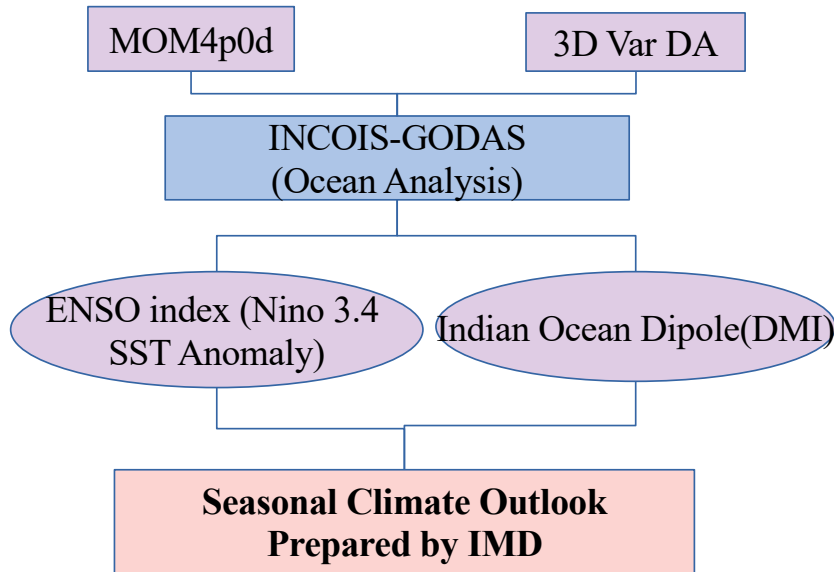 MOM4p0d
3D Var DA
INCOIS-GODAS
(Ocean Analysis)
ENSO index (Nino 3.4
SST Anomaly)
Indian Ocean Dipole(DMI)
Seasonal Climate Outlook
Prepared by IMD